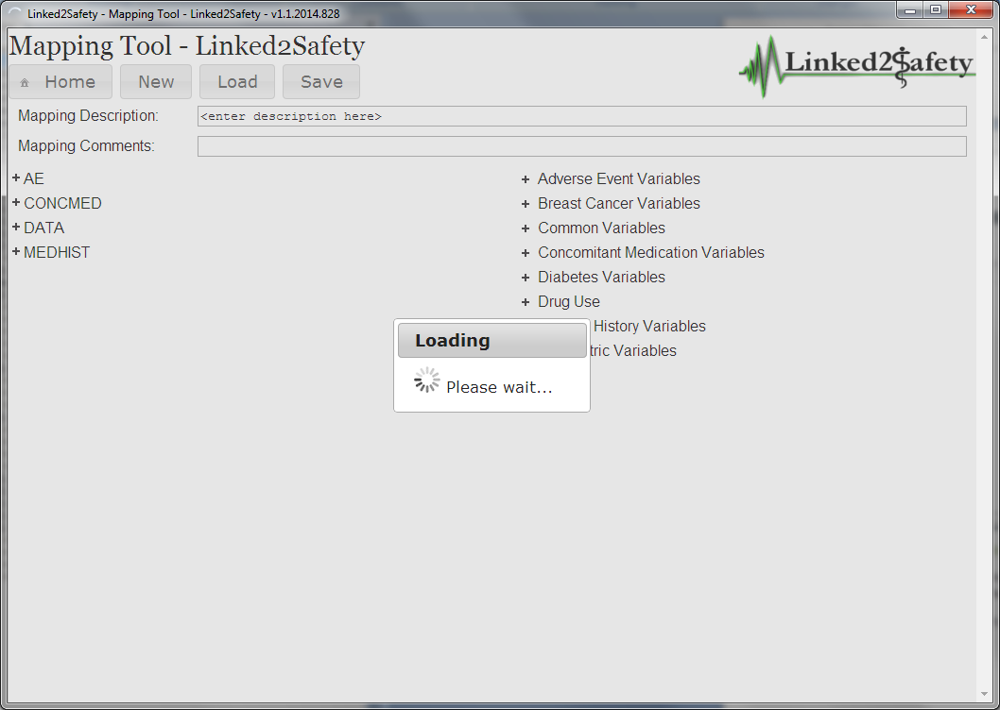 Linked2Safety - Mapping Tool - Linked2Safety - v1.1.2014.828
Mapping Tool - Linked2Safety
Linked2Safety
Home New Load Save
Mapping Description: <enter description here>
Mapping Comments:
+ AE
+ CONCMED
+ DATA
+ MEDHIST
+ Adverse Event Variables
+ Breast Cancer Variables
+ Common Variables
+ Concomitant Medication Variables
+ Diabetes Variables
+ Drug Use
History Variables
tric Variables
Loading
Please wait...